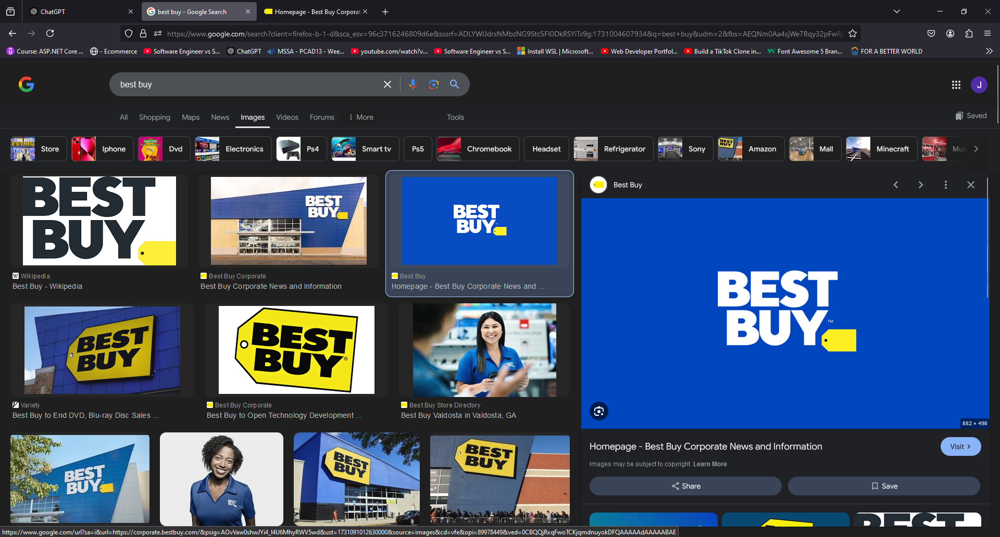 ChatGPT
best buy - Google Search
Homepage - Best Buy Corporat
https://www.google.com/search?client=firefox-b-1-d&sca_esv=96c3716246809d6e&sxsrf=ADLYWIJdrxNMbzNG9Stc5FI0DkRSYiTx9g:1731004607934&q=best+buy&udm=2&fbs=AEQNm0Aa4sjWe7Rqy32pFwRj
Course: ASP.NET Core ...
- Ecommerce
Software Engineer vs S...
ChatGPT
MSSA - PCAD13 - Wee...
youtube.com/watch?v...
Software Engineer vs S...
Install WSL | Microsoft...
Web Developer Portfol...
Build a TikTok Clone in...
Font Awesome 5 Bran...
FOR A BETTER WORLD
best buy
J
All
Shopping
Maps
News
Images
Videos
Forums
More
Tools
Saved
Store
Iphone
Dvd
Electronics
Ps4
Smart tv
Ps5
Chromebook
Headset
Refrigerator
Sony
Amazon
Mall
Minecraft
Mus
BEST
BUY
BEST
BUY
BEST
BUY
Wikipedia
Best Buy - Wikipedia
Best Buy Corporate
Best Buy Corporate News and Information
Best Buy
Homepage - Best Buy Corporate News and ...
BEST
BUY
BEST
BUY®
Variety
Best Buy to End DVD, Blu-ray Disc Sales ...
Best Buy Corporate
Best Buy to Open Technology Development ...
Best Buy Store Directory
Best Buy Valdosta in Valdosta, GA
BEST
BUY
BEST
BUY
BEST
BUY
BEST
BUY
Best Buy
BEST
BUY™
882 × 498
Homepage - Best Buy Corporate News and Information
Visit
Images may be subject to copyright. Learn More
Share
Save
BEST
https://www.google.com/url?sa=i&url=https://corporate.bestbuy.com/&psig=AOvVaw0shwJYi4_l4U6MhyRWV5wd&ust=1731091012630000&source=images&cd=vfe&opi=89978449&ved=0CBQQjRxqFwoTCKjqmdnuyokDFQAAAAAdAAAAABAE